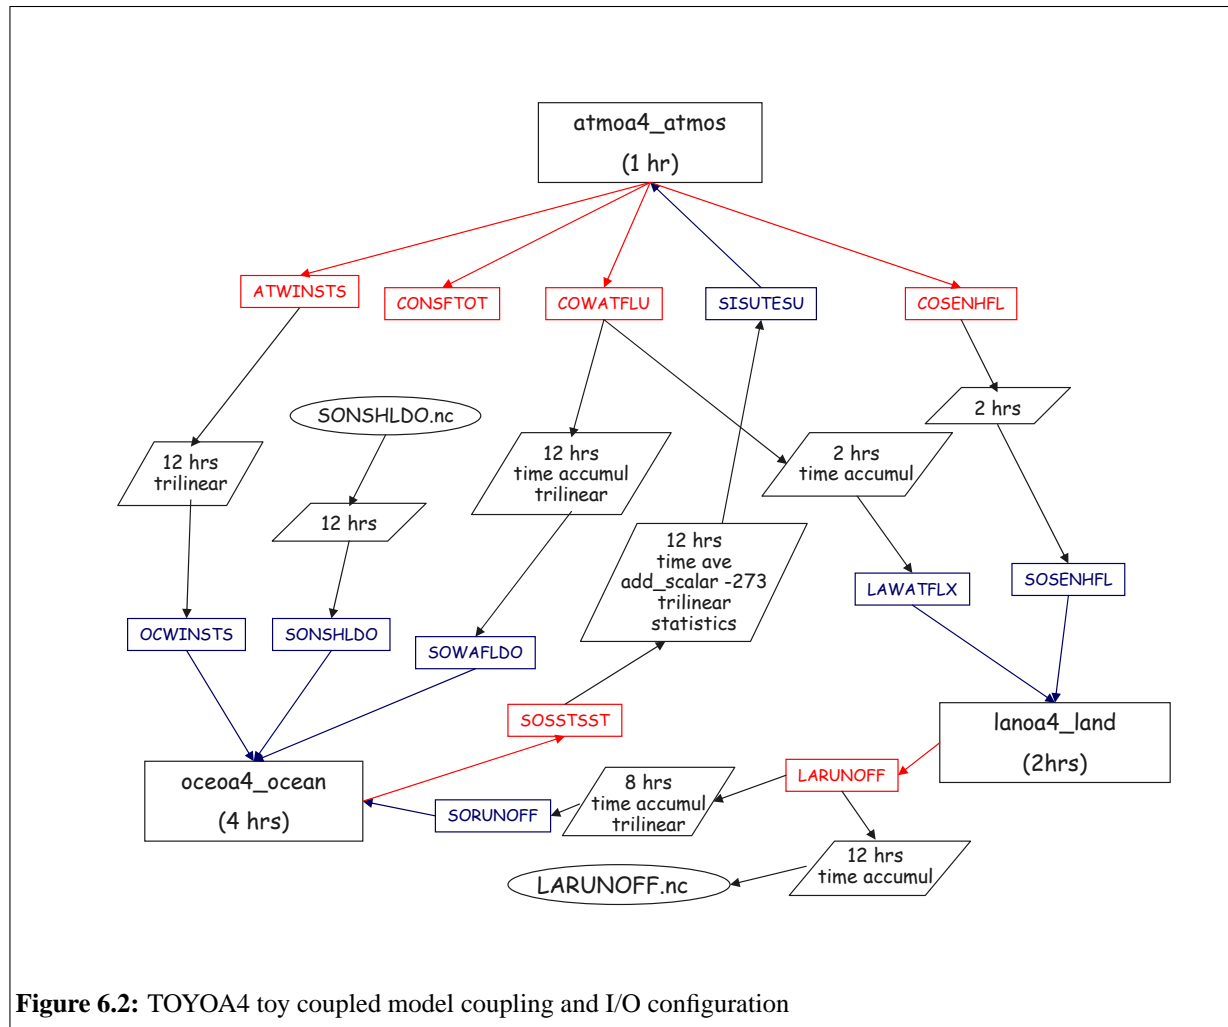 atmoa4_atmos
(1 hr)
ATWINSTS
CONSFTOT
COWATFLU
SISUTESU
COSENHFL
SONSHLDO.nc
2 hrs
12 hrs
trilinear
12 hrs
time accumul
trilinear
2 hrs
time accumul
12 hrs
12 hrs
time ave
add_scalar -273
trilinear
statistics
LAWATFLX
SOSENHFL
OCWINSTS
SONSHLDO
SOWAFLDO
SOSSTSST
lanoa4_land
(2hrs)
oceoa4_ocean
(4 hrs)
LARUNOFF
8 hrs
time accumul
trilinear
SORUNOFF
12 hrs
time accumul
LARUNOFF.nc
Figure 6.2: TOYOA4 toy coupled model coupling and I/O configuration